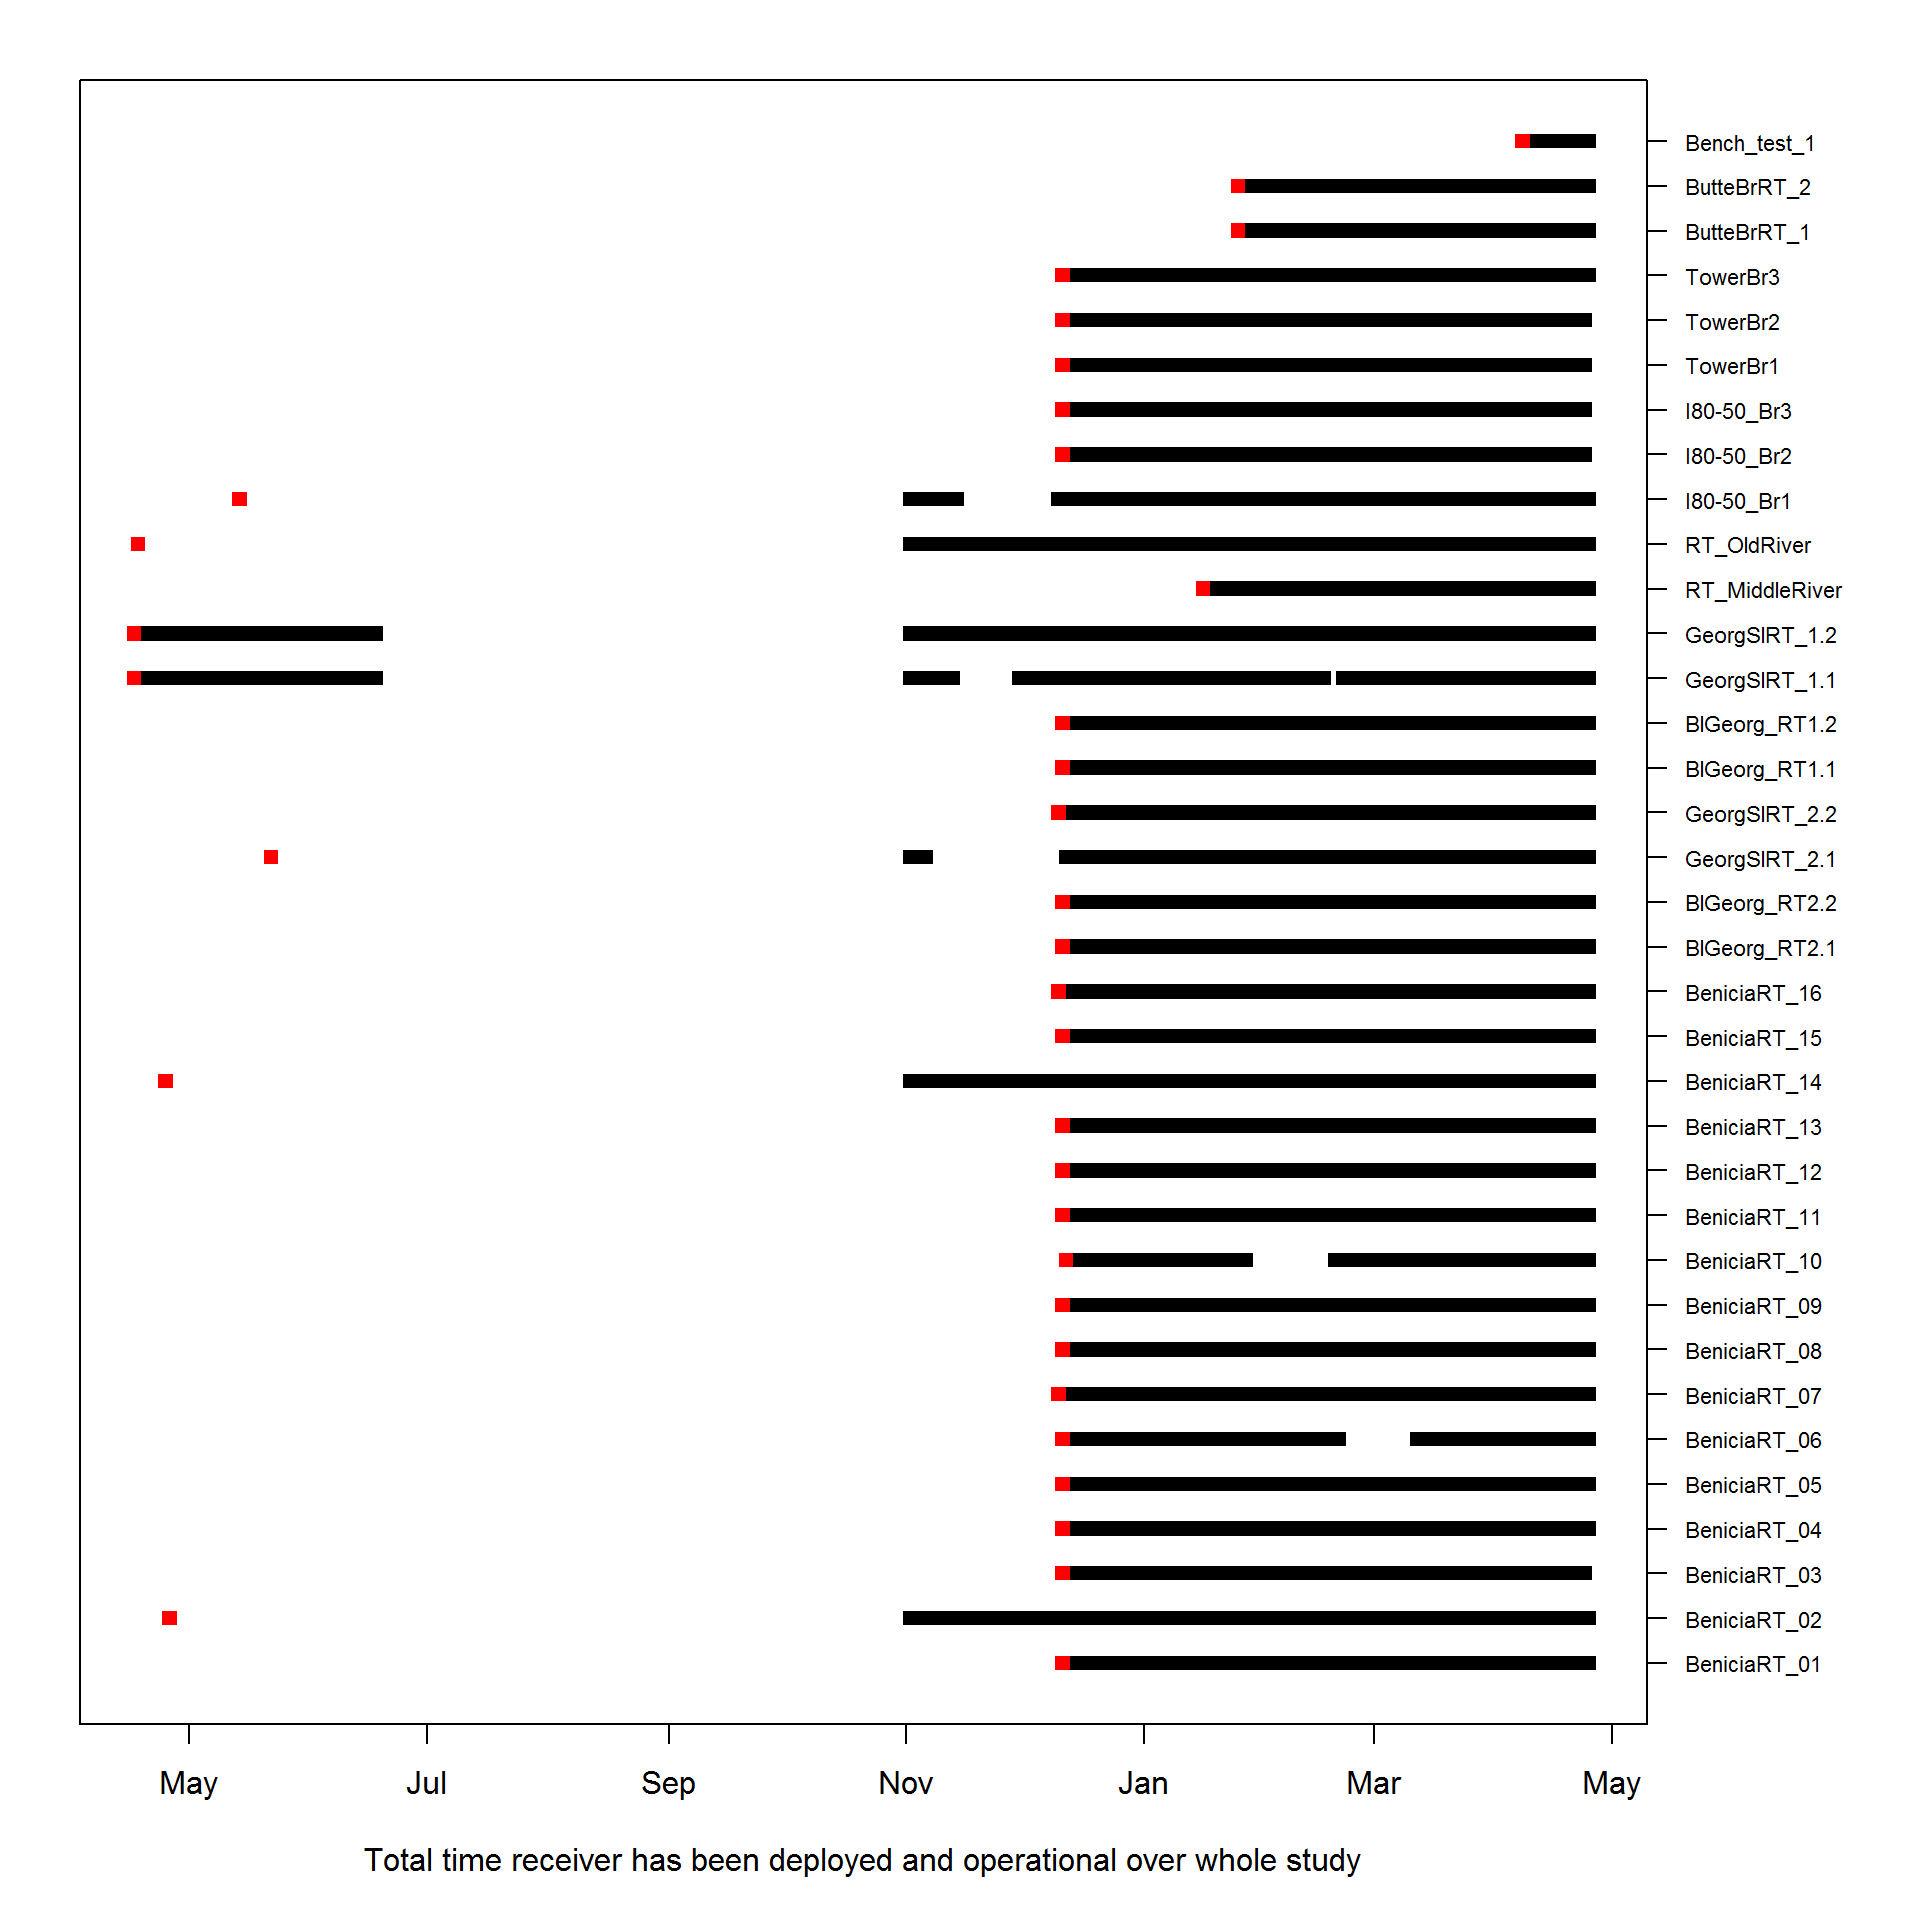 Bench_test_1
ButteBrRT_2
ButteBrRT_1
TowerBr3
TowerBr2
TowerBr1
I80-50_Br3
I80-50_Br2
I80-50_Br1
RT_OldRiver
RT_MiddleRiver
GeorgSlRT_1.2
GeorgSlRT_1.1
BlGeorg_RT1.2
BlGeorg_RT1.1
GeorgSlRT_2.2
GeorgSlRT_2.1
BlGeorg_RT2.2
BlGeorg_RT2.1
BeniciaRT_16
BeniciaRT_15
BeniciaRT_14
BeniciaRT_13
BeniciaRT_12
BeniciaRT_11
BeniciaRT_10
BeniciaRT_09
BeniciaRT_08
BeniciaRT_07
BeniciaRT_06
BeniciaRT_05
BeniciaRT_04
BeniciaRT_03
BeniciaRT_02
BeniciaRT_01
May Jul Sep Nov Jan Mar May
Total time receiver has been deployed and operational over whole study